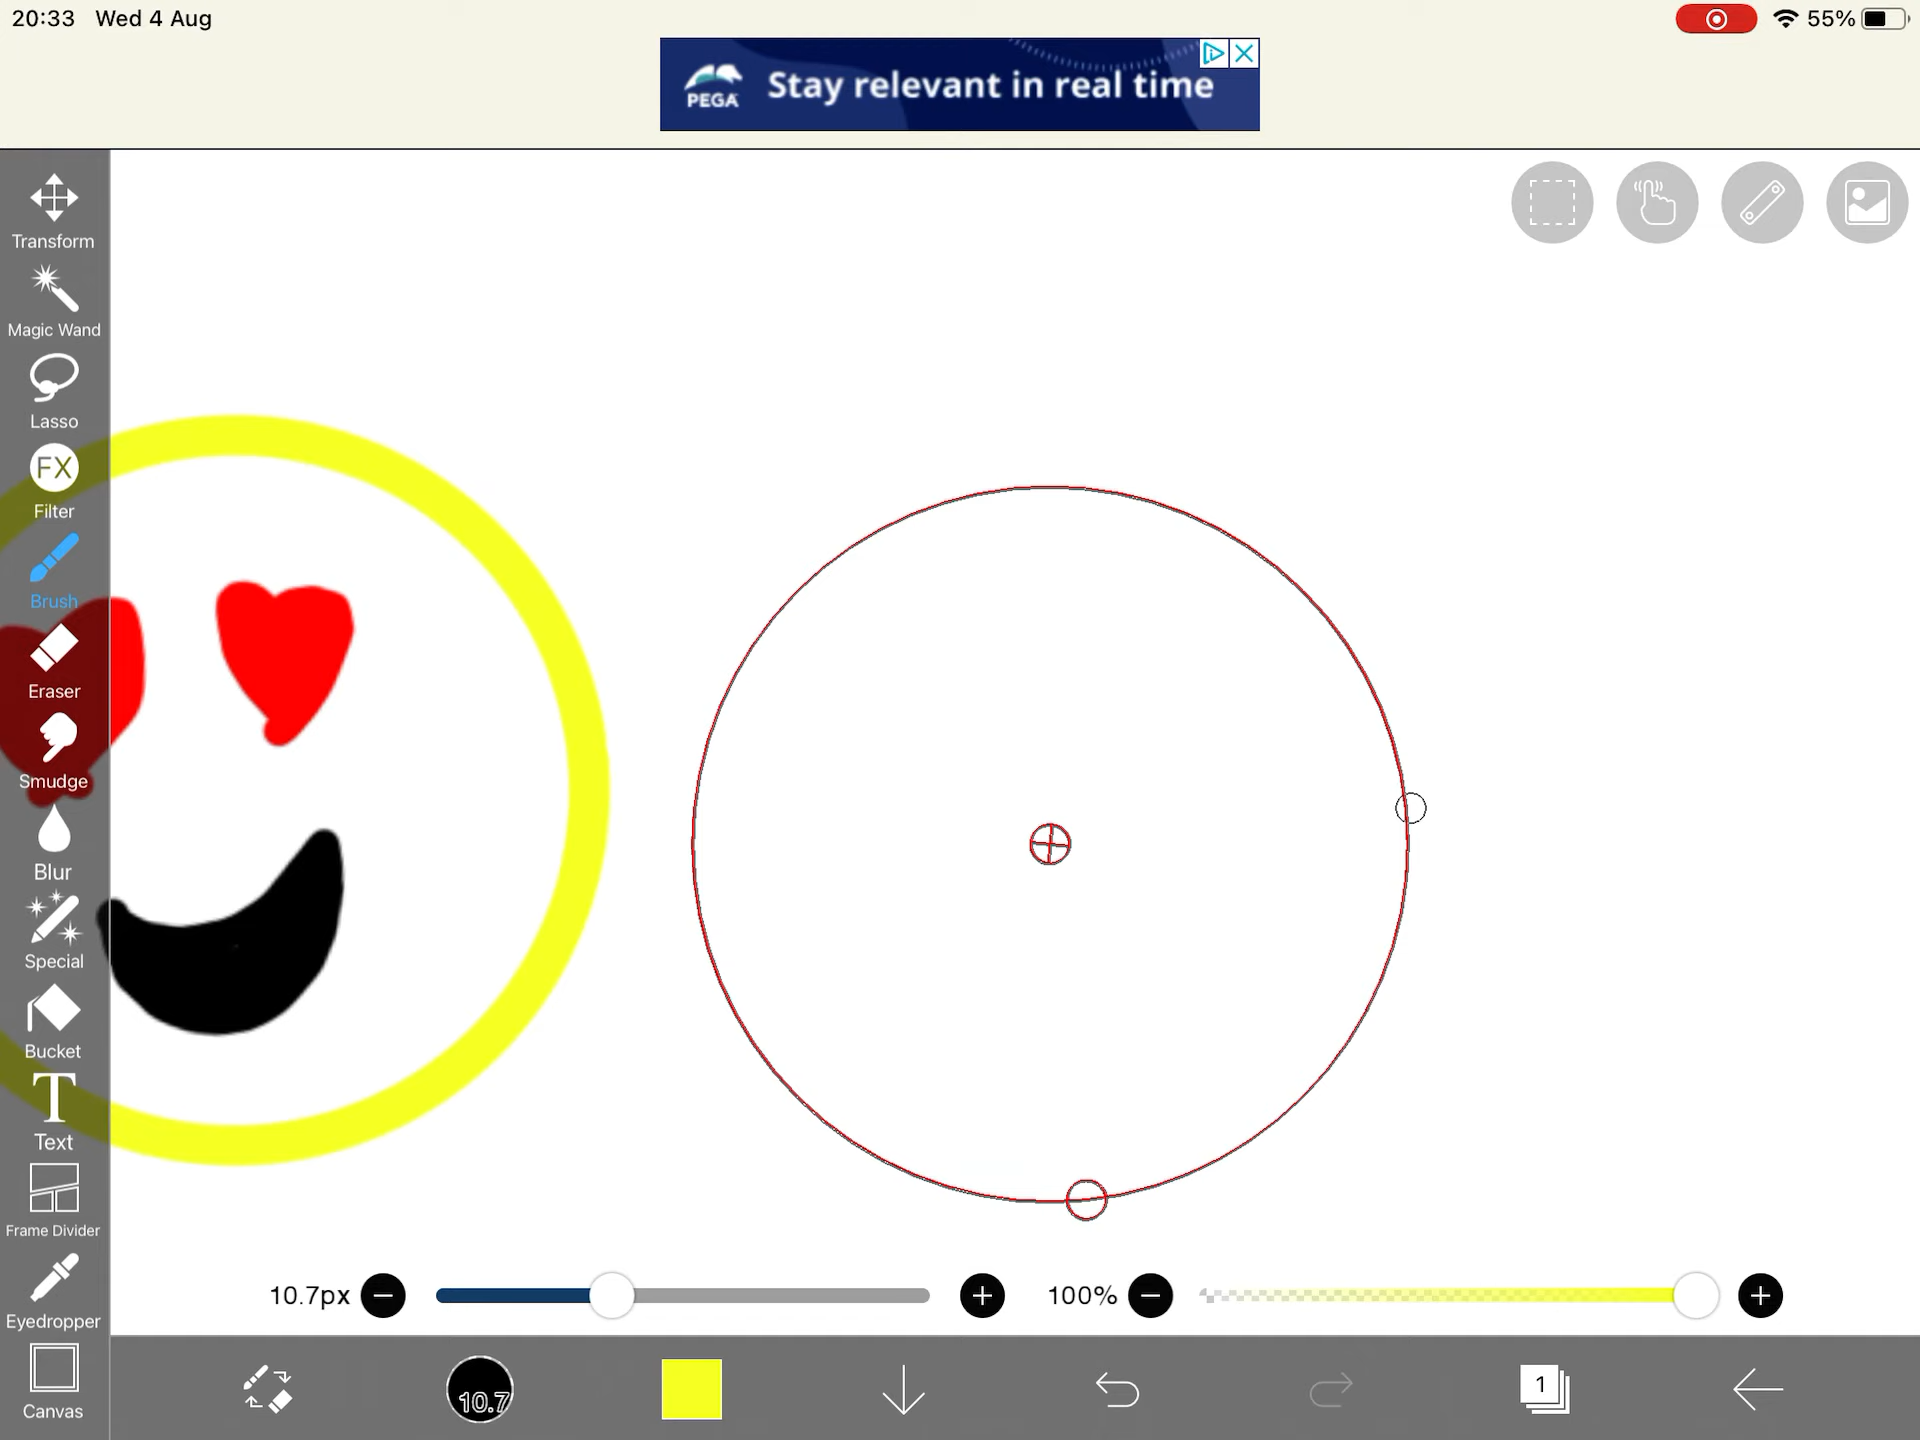 20:33 Wed 4 Aug
55%
PEGA Stay relevant in real time
Transform
Magic Wand
Lasso
FX
Filter
Brush
Eraser
Smudge
Blur
Special
Bucket
T
Text
Frame Divider
Eyedropper
Canvas
10.7px
100%
10.7
1